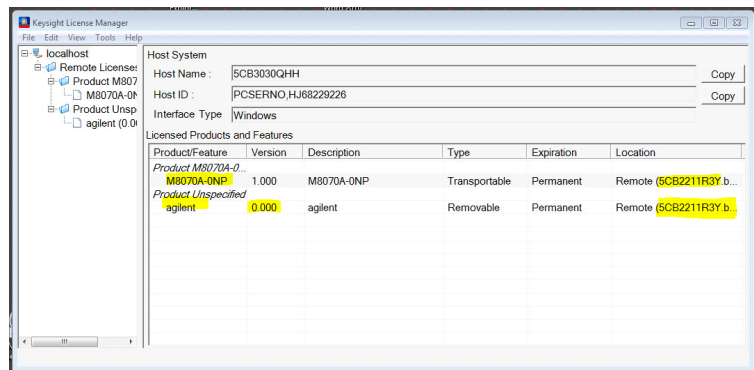 Keysight License Manager
File Edit View Tools Help
localhost
Remote Licenses
Product M807
M8070A-0N
Product Unsp
agilent (0.0
Host System
Host Name : 5CB3030QHH Copy
Host ID : PCSERNO,HJ68229226 Copy
Interface Type Windows
Licensed Products and Features
Product/Feature Version Description Type Expiration Location
Product M8070A-0...
M8070A-0NP 1.000 M8070A-0NP Transportable Permanent Remote (5CB2211R3Y.b...
Product Unspecified
agilent 0.000 agilent Removable Permanent Remote (5CB2211R3Y.b...